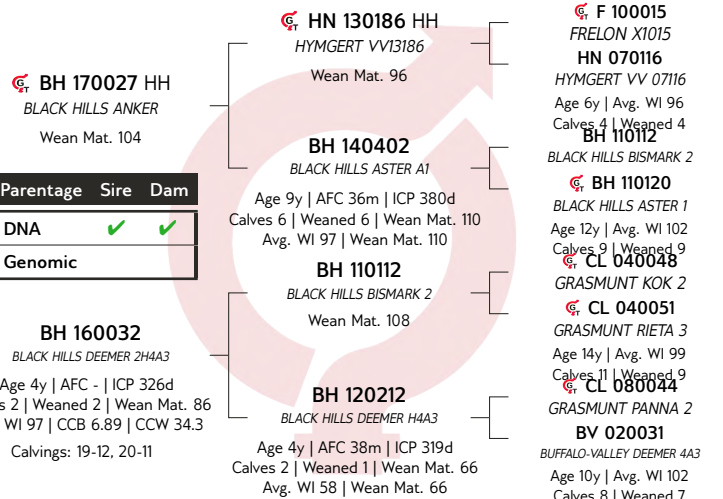 BH 170027 HH
BLACK HILLS ANKER
Wean Mat. 104
Parentage Sire Dam
DNA ✔ ✔
Genomic
BH 160032
BLACK HILLS DEEMER 2H4A3
Age 4y | AFC - | ICP 326d
s 2 | Weaned 2 | Wean Mat. 86
WI 97 | CCB 6.89 | CCW 34.3
Calvings: 19-12, 20-11
HN 130186 HH
HYMGERT VV13186
Wean Mat. 96
BH 140402
BLACK HILLS ASTER A1
Age 9y | AFC 36m | ICP 380d
Calves 6 | Weaned 6 | Wean Mat. 110
Avg. WI 97 | Wean Mat. 110
BH 110112
BLACK HILLS BISMARK 2
Wean Mat. 108
BH 120212
BLACK HILLS DEEMER H4A3
Age 4y | AFC 38m | ICP 319d
Calves 2 | Weaned 1 | Wean Mat. 66
Avg. WI 58 | Wean Mat. 66
F 100015
FRELON X1015
HN 070116
HYMGERT VV 07116
Age 6y | Avg. WI 96
Calves 4 | Weaned 4
BH 110112
BLACK HILLS BISMARK 2
BH 110120
BLACK HILLS ASTER 1
Age 12y | Avg. WI 102
Calves 9 | Weaned 9
CL 040048
GRASMUNT KOK 2
CL 040051
GRASMUNT RIETA 3
Age 14y | Avg. WI 99
Calves 11 | Weaned 9
CL 080044
GRASMUNT PANNA 2
BV 020031
BUFFALO-VALLEY DEEMER 4A3
Age 10y | Avg. WI 102
Calves 8 | Weaned 7